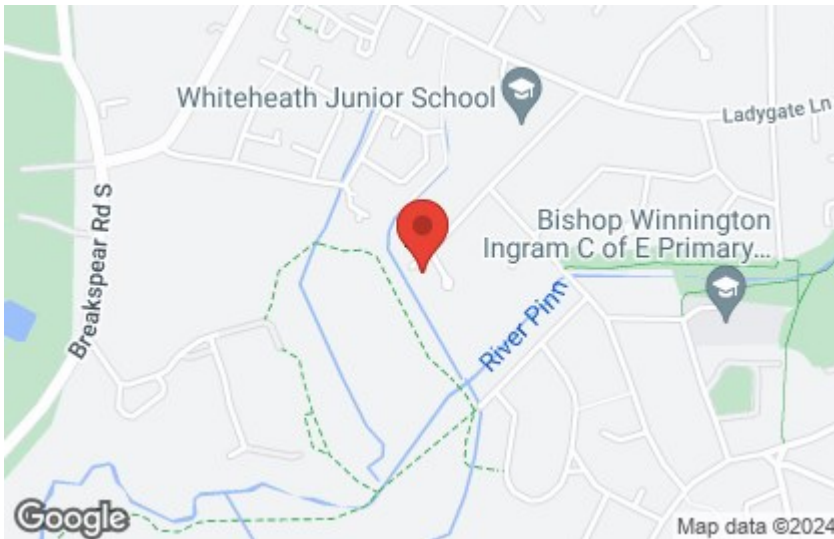 Whiteheath Junior School
Ladygate Ln
Breakspear Rd S
Bishop Winnington
Ingram C of E Primary...
River Pinn
Google
Map data ©2024